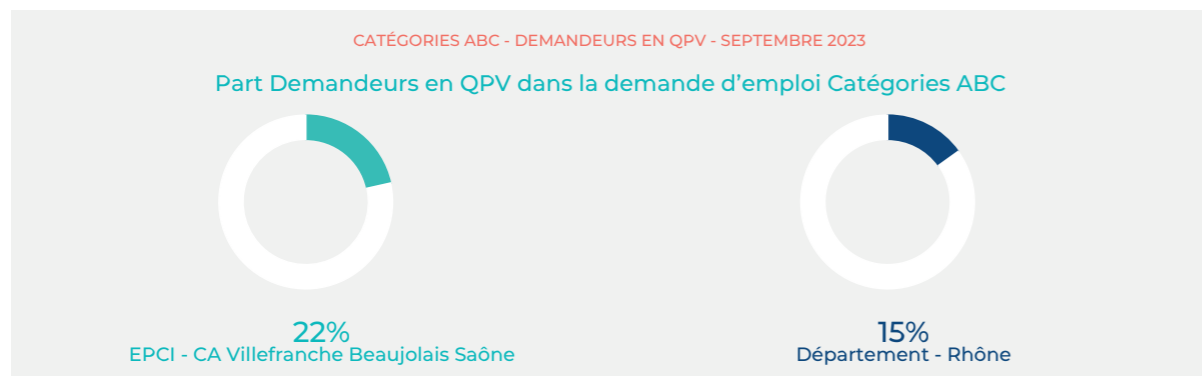 CATÉGORIES ABC - DEMANDEURS EN QPV - SEPTEMBRE 2023
Part Demandeurs en QPV dans la demande d’emploi Catégories ABC
22%
EPCI - CA Villefranche Beaujolais Saône
15%
Département - Rhône